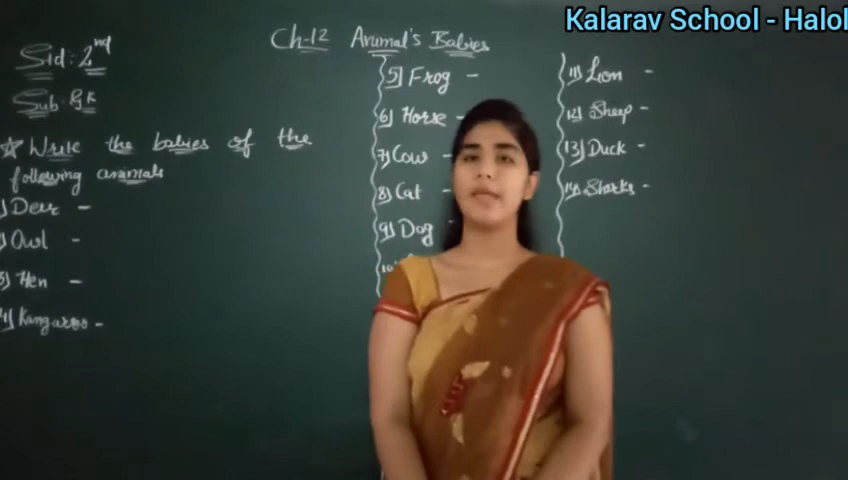 Kalarav School - Halol
Ch-12 Animal's Babies
Std: 2nd
Sub: GK
☆ Write the babies of the
following animals
1) Deer -
2) Owl -
3) Hen -
4) Kangaroo -
5) Frog -
6) Horse -
7) Cow
8) Cat -
9) Dog -
10)
11) Lion -
12) Sheep -
13) Duck -
14) Storks -